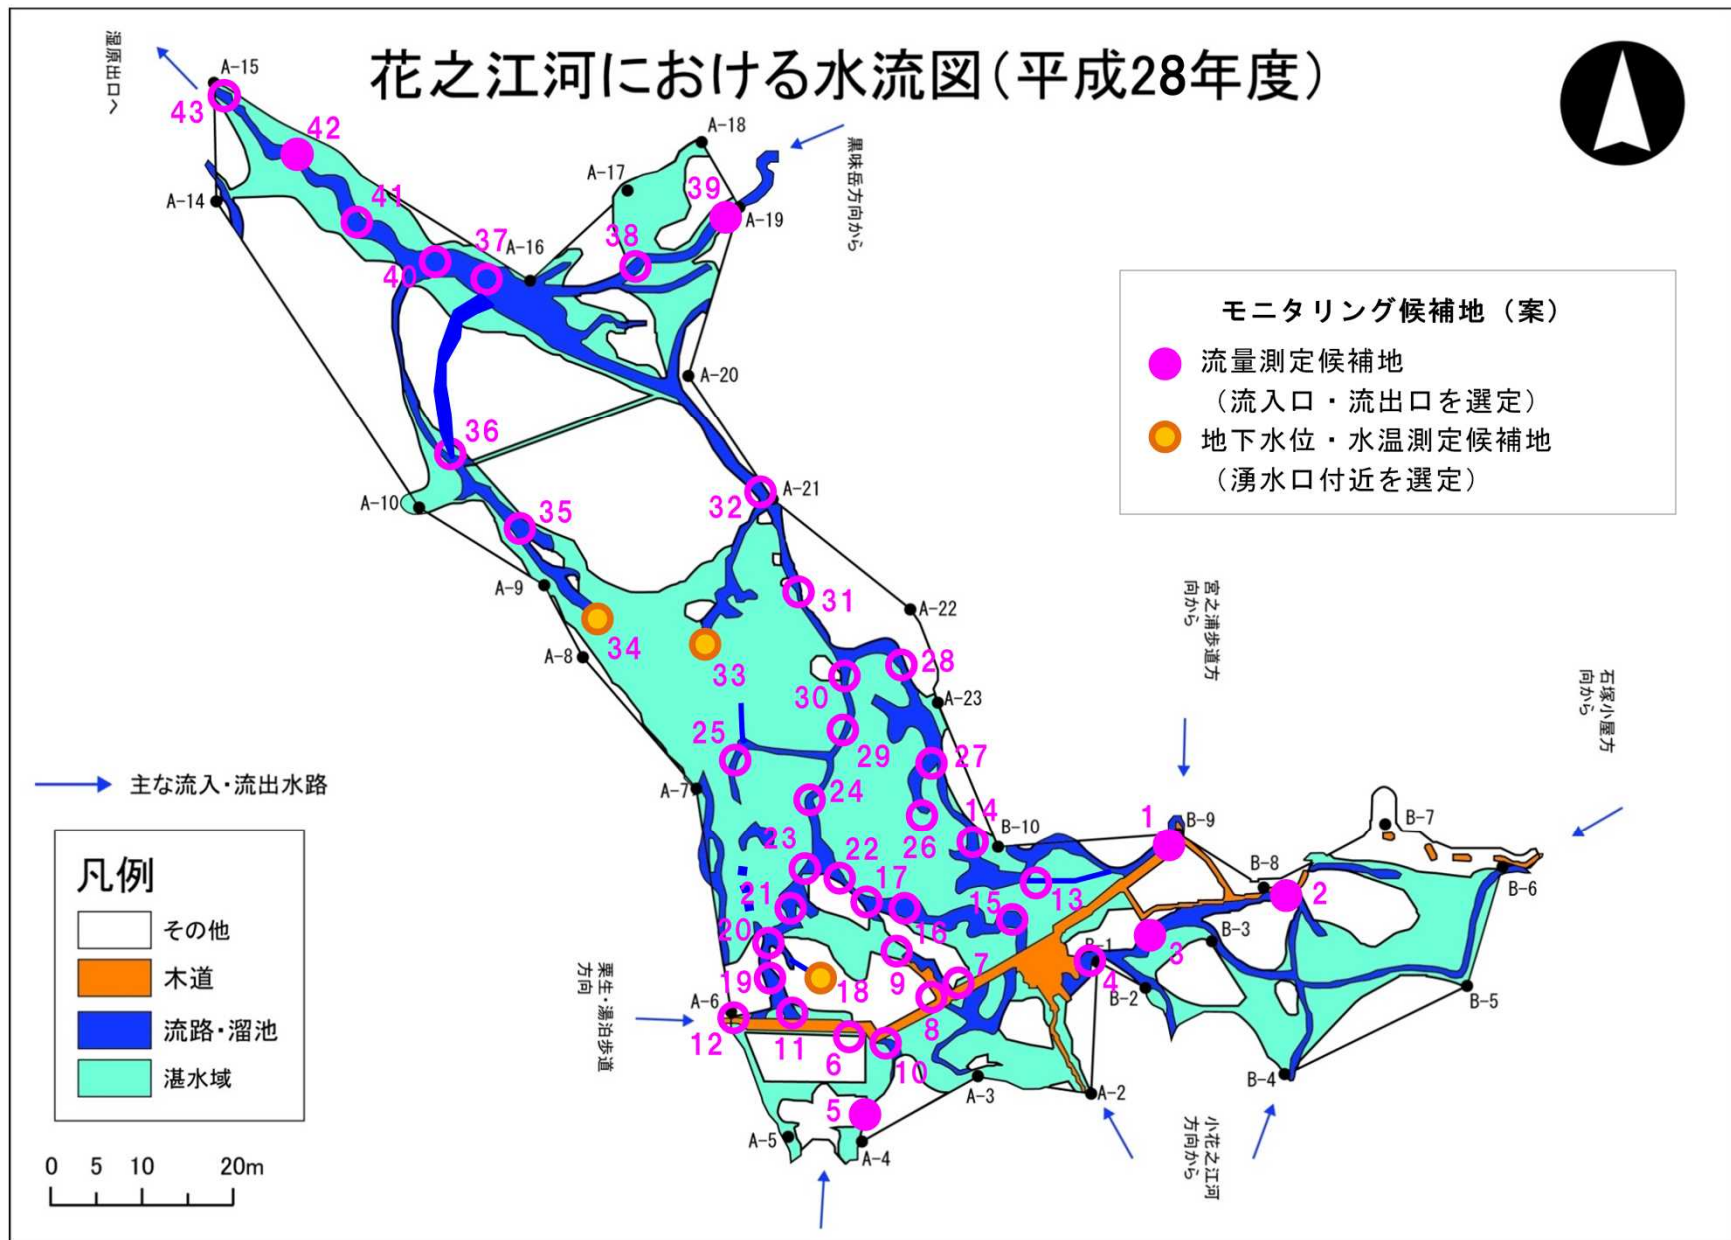 花之江河における水流図（平成28年度）
湿原出口へ
A-15
43
42
A-14
41
40
37
A-16
A-17
A-18
39
A-19
38
黒味岳方向から
A-20
36
A-10
35
A-9
34
A-8
33
32
A-21
31
A-22
30
28
A-23
29
27
25
24
26
A-7
14
B-10
モニタリング候補地（案）
流量測定候補地
（流入口・流出口を選定）
地下水位・水温測定候補地
（湧水口付近を選定）
宮之浦歩道方
向から
石塚小屋方
向から
1
B-9
B-7
B-8
B-6
2
13
23
22
17
21
15
16
20
B-1
3
B-3
4
B-2
B-5
9
7
19
18
8
A-6
12
11
6
10
B-4
5
A-3
A-2
A-5
A-4
栗生・湯泊歩道
方向
小花之江河
方向から
主な流入・流出水路
凡例
その他
木道
流路・溜池
湛水域
0 5 10 20m